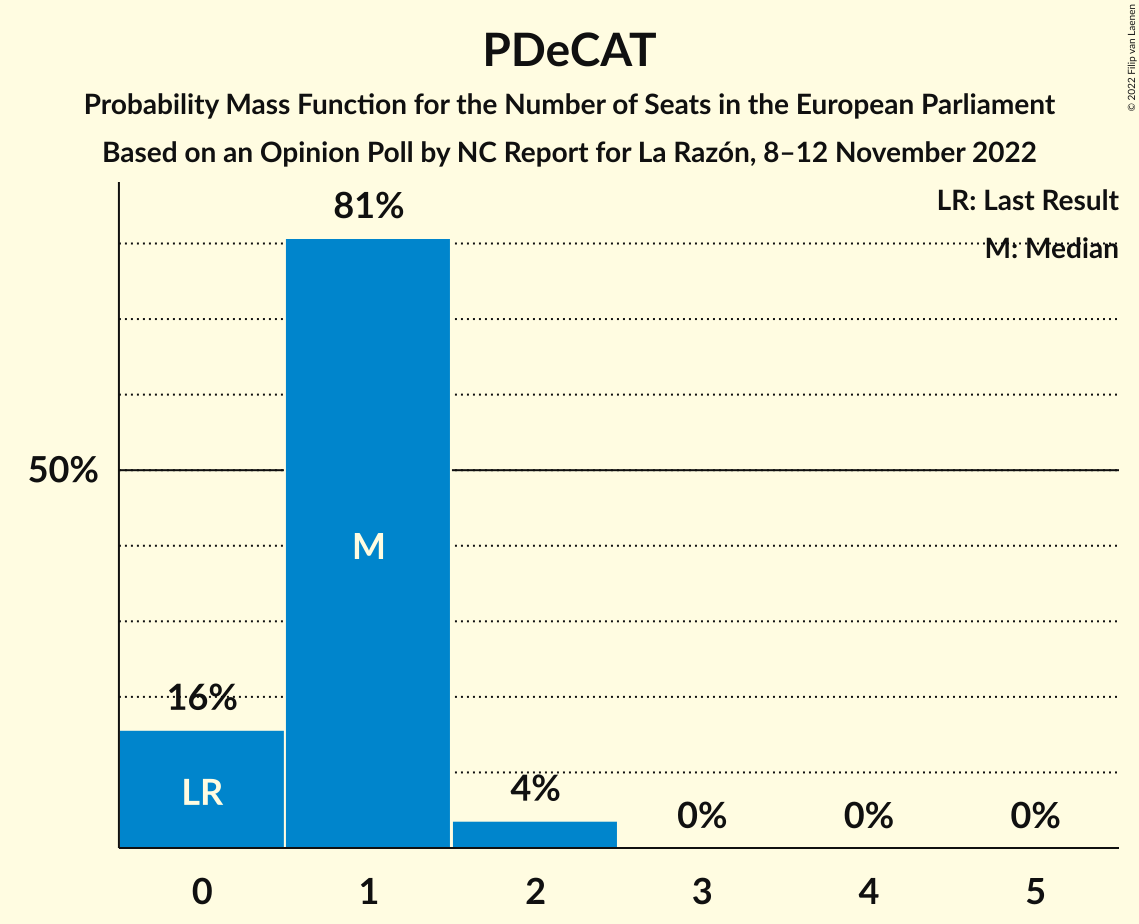 PDeCAT
Probability Mass Function for the Number of Seats in the European Parliament
Based on an Opinion Poll by NC Report for La Razón, 8–12 November 2022
© 2022 Filip van Laenen
LR: Last Result
M: Median
81%
50%
M
16%
LR
4%
0%
0%
0%
0
1
2
3
4
5